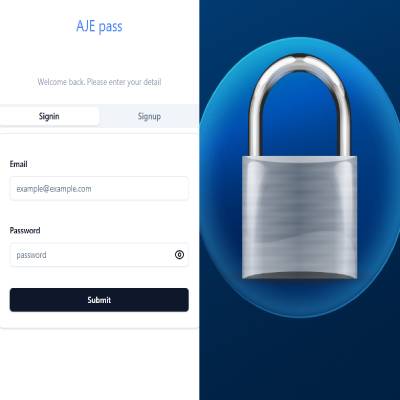 AJE pass
Welcome back. Please enter your detail
Signin
Signup
Email
example@example.com
Password
password
Submit